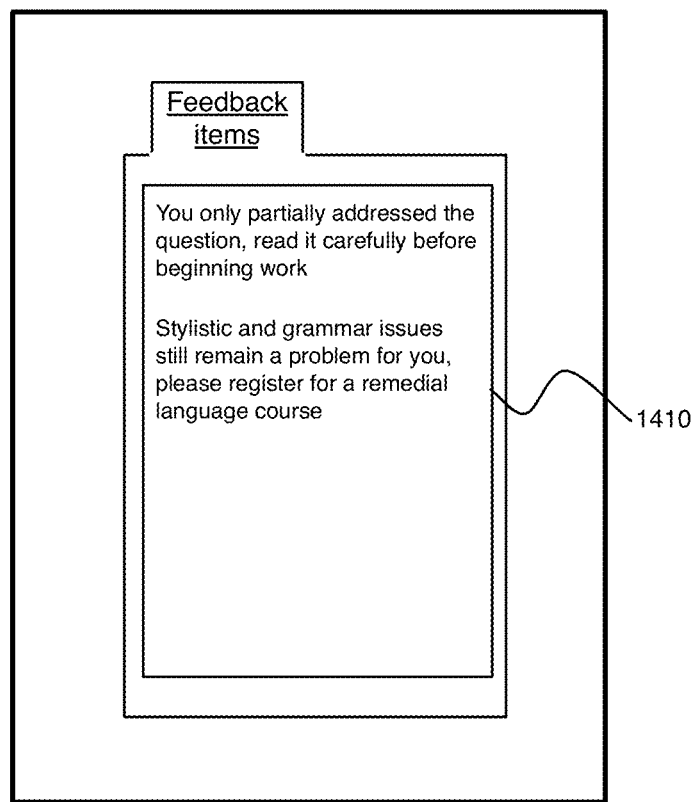 Feedback
items
You only partially addressed the
question, read it carefully before
beginning work
Stylistic and grammar issues
still remain a problem for you,
please register for a remedial
language course
1410